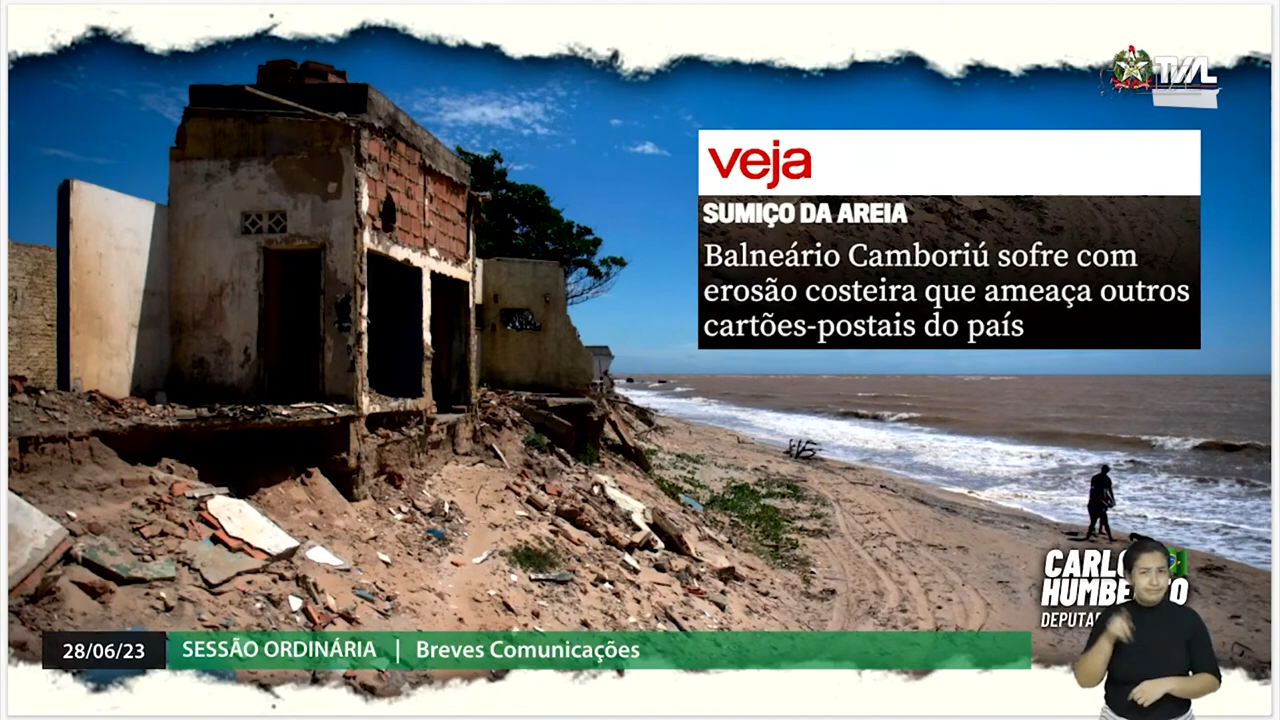 TVAL
veja
SUMIÇO DA AREIA
Balneário Camboriú sofre com
erosão costeira que ameaça outros
cartões-postais do país
28/06/23 SESSÃO ORDINÁRIA | Breves Comunicações